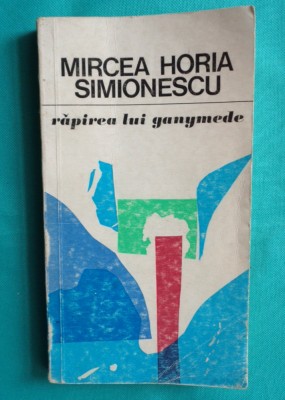 MIRCEA HORIA
SIMIONESCU
răpirea lui ganymede